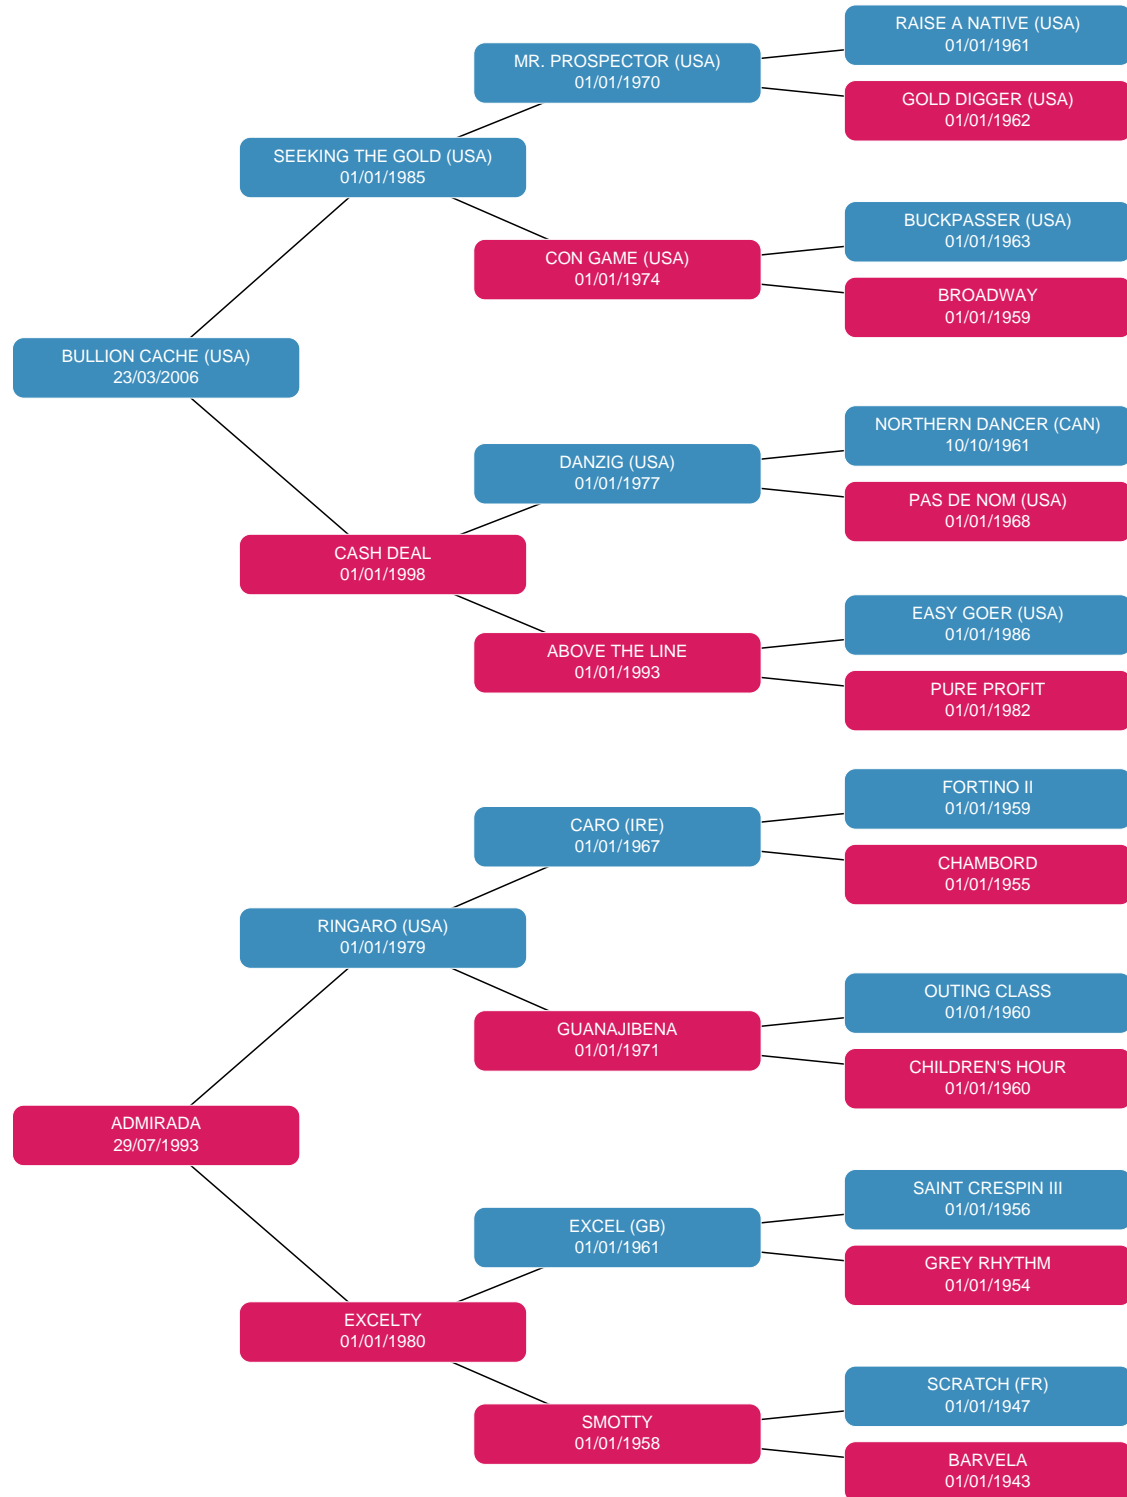 RAISE A NATIVE (USA)
01/01/1961
MR. PROSPECTOR (USA)
01/01/1970
GOLD DIGGER (USA)
01/01/1962
SEEKING THE GOLD (USA)
01/01/1985
BUCKPASSER (USA)
01/01/1963
CON GAME (USA)
01/01/1974
BROADWAY
01/01/1959
BULLION CACHE (USA)
23/03/2006
NORTHERN DANCER (CAN)
10/10/1961
DANZIG (USA)
01/01/1977
PAS DE NOM (USA)
01/01/1968
CASH DEAL
01/01/1998
EASY GOER (USA)
01/01/1986
ABOVE THE LINE
01/01/1993
PURE PROFIT
01/01/1982
FORTINO II
01/01/1959
CARO (IRE)
01/01/1967
CHAMBORD
01/01/1955
RINGARO (USA)
01/01/1979
OUTING CLASS
01/01/1960
GUANAJIBENA
01/01/1971
CHILDREN'S HOUR
01/01/1960
ADMIRADA
29/07/1993
SAINT CRESPIN III
01/01/1956
EXCEL (GB)
01/01/1961
GREY RHYTHM
01/01/1954
EXCELTY
01/01/1980
SCRATCH (FR)
01/01/1947
SMOTTY
01/01/1958
BARVELA
01/01/1943